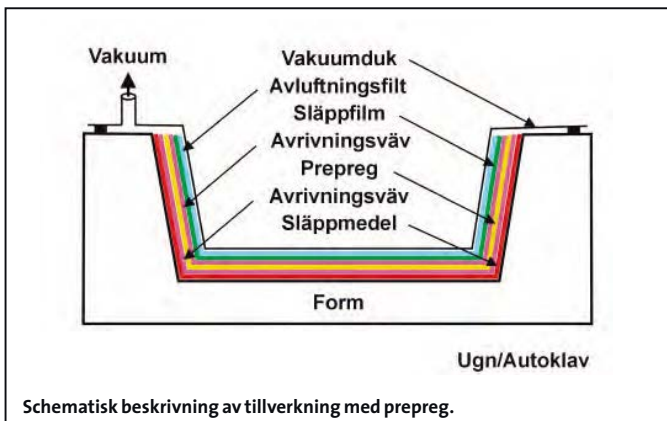 Vakuum
Vakuumduk
Avluftningsfilt
Släppfilm
Avrivningsväv
Prepreg
Avrivningsväv
Släppmedel
Form
Ugn/Autoklav
Schematisk beskrivning av tillverkning med prepreg.